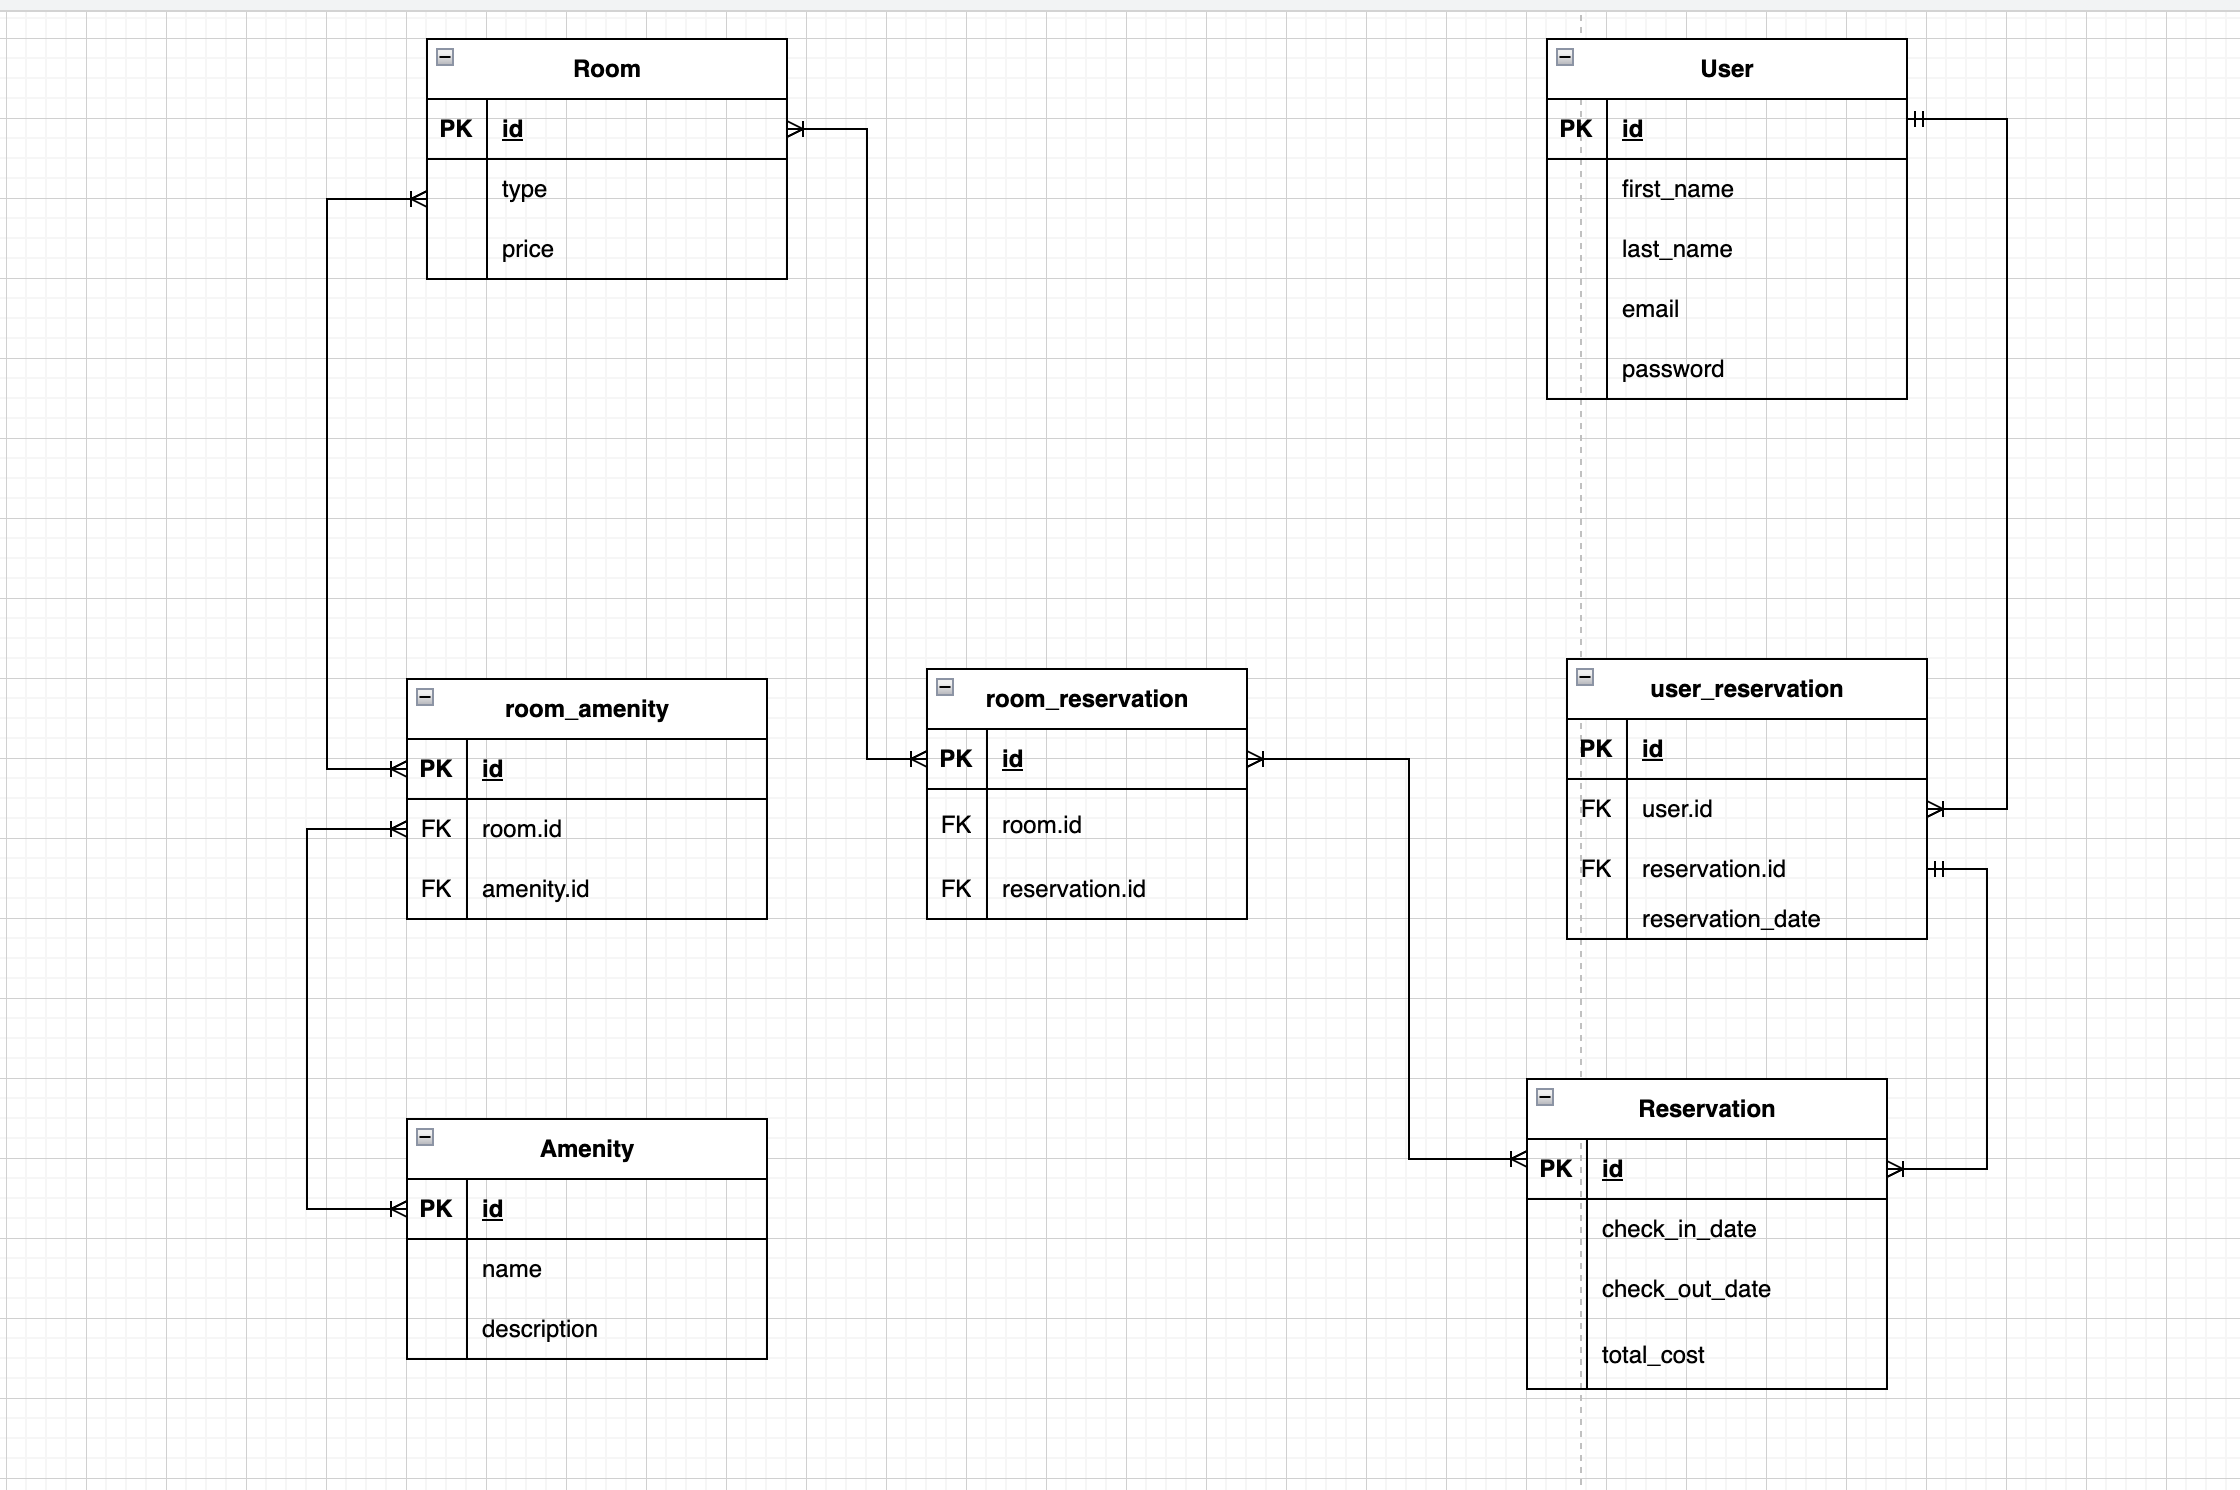 Room
PK id
type
price
User
PK id
first_name
last_name
email
password
room_amenity
PK id
FK room.id
FK amenity.id
room_reservation
PK id
FK room.id
FK reservation.id
user_reservation
PK id
FK user.id
FK reservation.id
reservation_date
Amenity
PK id
name
description
Reservation
PK id
check_in_date
check_out_date
total_cost